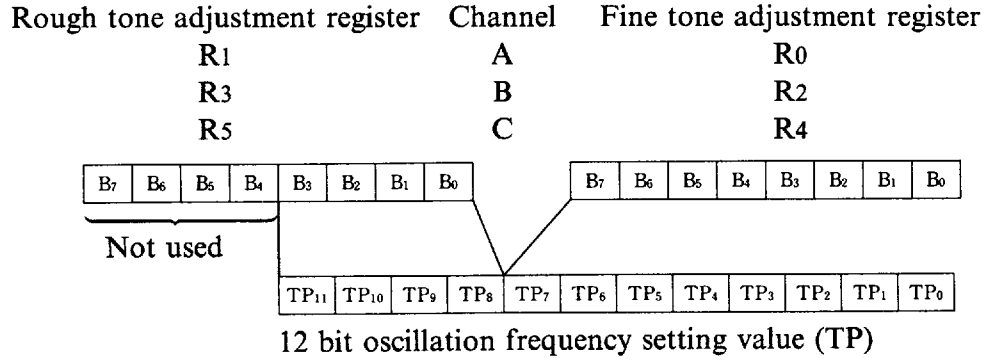 Rough tone adjustment register Channel Fine tone adjustment register
R1 A R0
R3 B R2
R5 C R4
B7 B6 B5 B4 B3 B2 B1 B0 B7 B6 B5 B4 B3 B2 B1 B0
Not used
TP11 TP10 TP9 TP8 TP7 TP6 TP5 TP4 TP3 TP2 TP1 TP0
12 bit oscillation frequency setting value (TP)